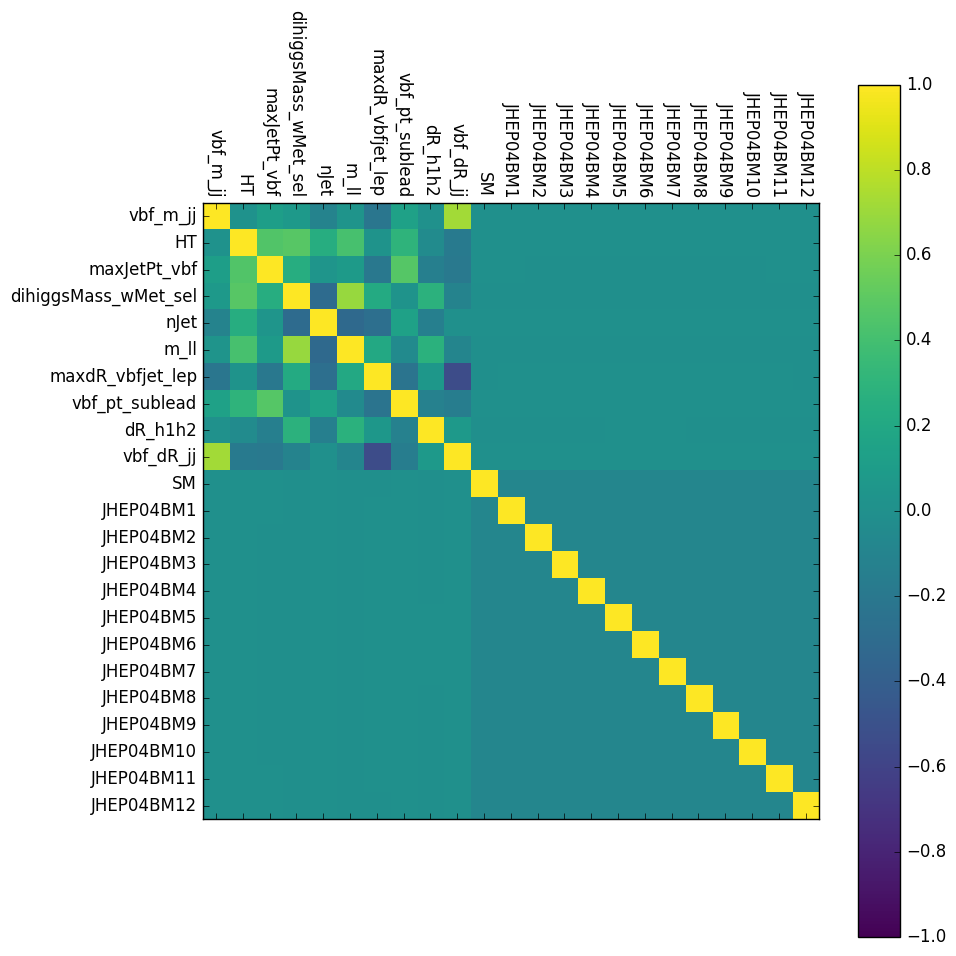 vbf_m_jj
HT
maxJetPt_vbf
dihiggsMass_wMet_sel
nJet
m_ll
maxdR_vbfjet_lep
vbf_pt_sublead
dR_h1h2
vbf_dR_jj
SM
JHEP04BM1
JHEP04BM2
JHEP04BM3
JHEP04BM4
JHEP04BM5
JHEP04BM6
JHEP04BM7
JHEP04BM8
JHEP04BM9
JHEP04BM10
JHEP04BM11
JHEP04BM12
vbf_m_jj
HT
maxJetPt_vbf
dihiggsMass_wMet_sel
nJet
m_ll
maxdR_vbfjet_lep
vbf_pt_sublead
dR_h1h2
vbf_dR_jj
SM
JHEP04BM1
JHEP04BM2
JHEP04BM3
JHEP04BM4
JHEP04BM5
JHEP04BM6
JHEP04BM7
JHEP04BM8
JHEP04BM9
JHEP04BM10
JHEP04BM11
JHEP04BM12
1.0
0.8
0.6
0.4
0.2
0.0
−0.2
−0.4
−0.6
−0.8
−1.0